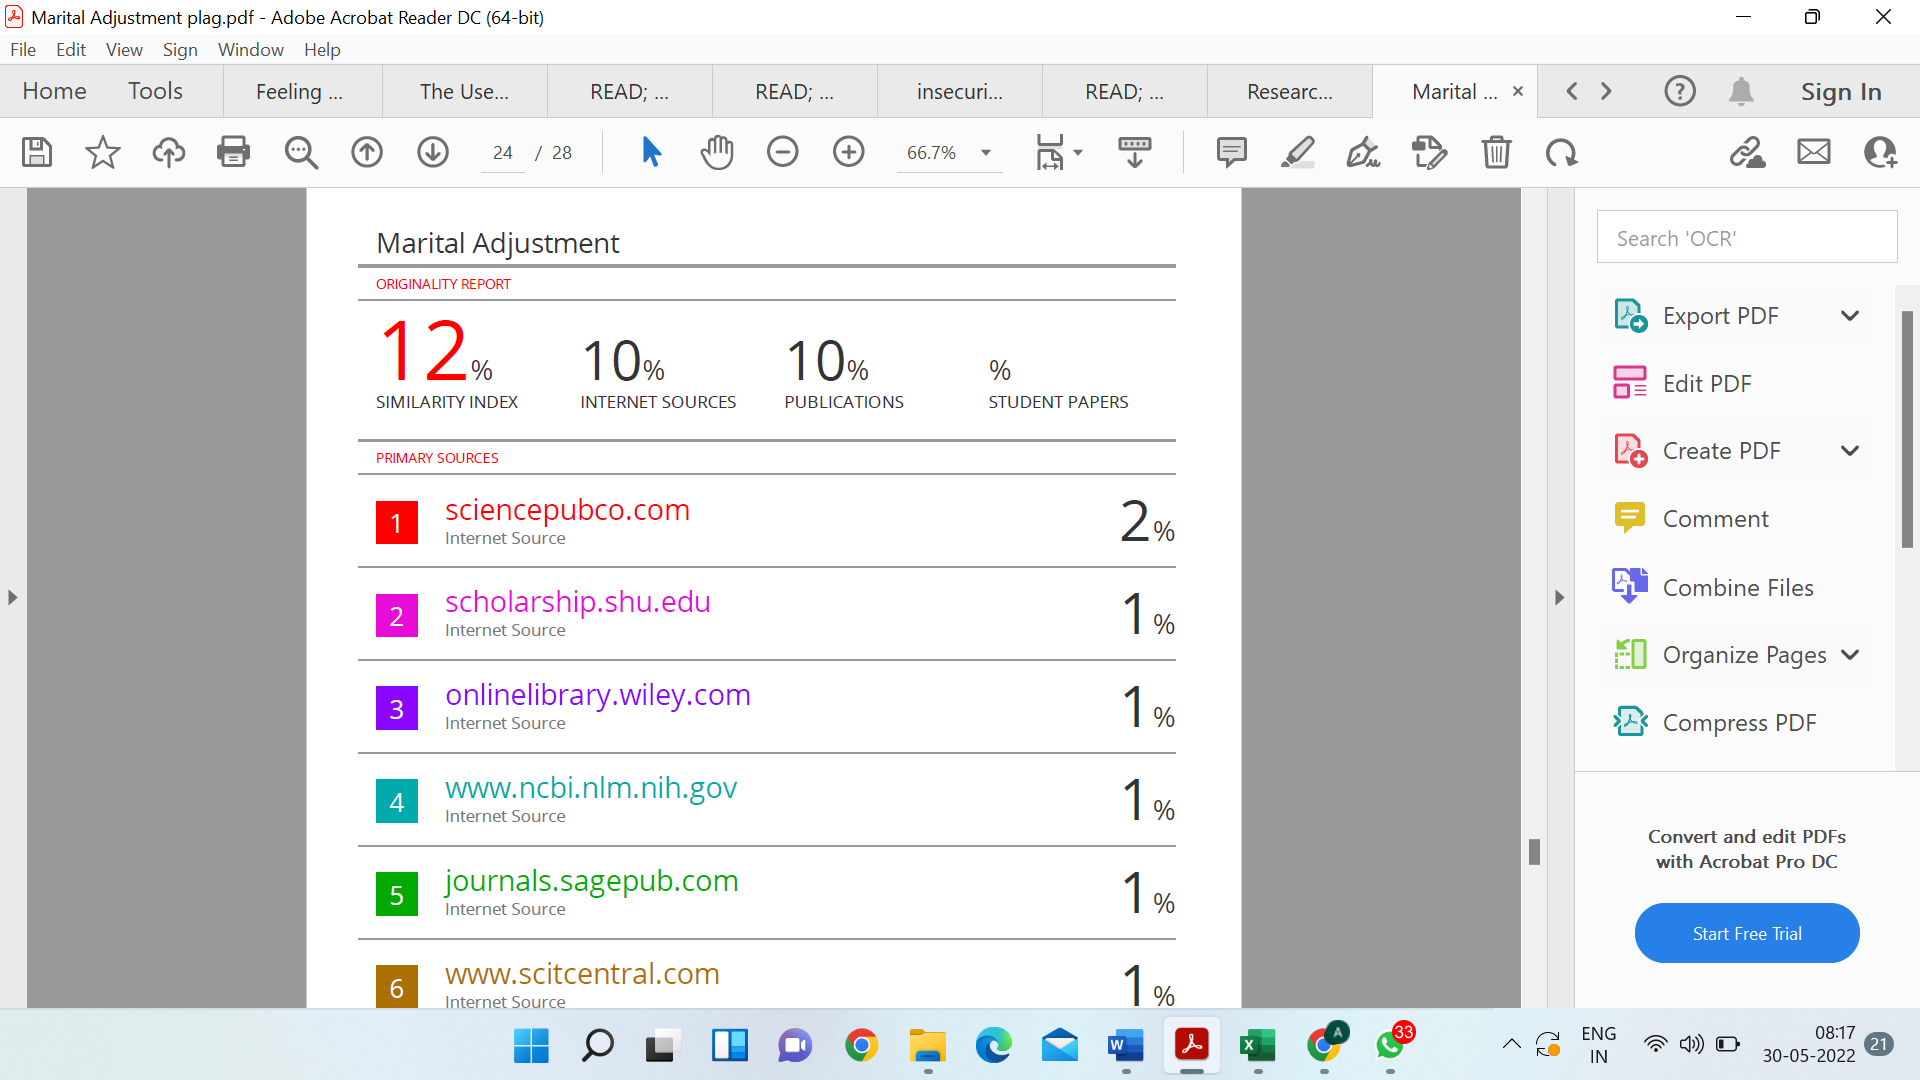 Marital Adjustment plag.pdf - Adobe Acrobat Reader DC (64-bit)
File Edit View Sign Window Help
Home Tools Feeling ... The Use... READ; ... READ; ... insecuri... READ; ... Researc... Marital ... Sign In
24 / 28 66.7%
Marital Adjustment
ORIGINALITY REPORT
12% 10% 10% %
SIMILARITY INDEX INTERNET SOURCES PUBLICATIONS STUDENT PAPERS
PRIMARY SOURCES
1 sciencepubco.com 2%
Internet Source
2 scholarship.shu.edu 1%
Internet Source
3 onlinelibrary.wiley.com 1%
Internet Source
4 www.ncbi.nlm.nih.gov 1%
Internet Source
5 journals.sagepub.com 1%
Internet Source
6 www.scitcentral.com 1%
Internet Source
Search 'OCR'
Export PDF
Edit PDF
Create PDF
Comment
Combine Files
Organize Pages
Compress PDF
Convert and edit PDFs
with Acrobat Pro DC
Start Free Trial
W X A 33
ENG
IN
08:17
30-05-2022
21